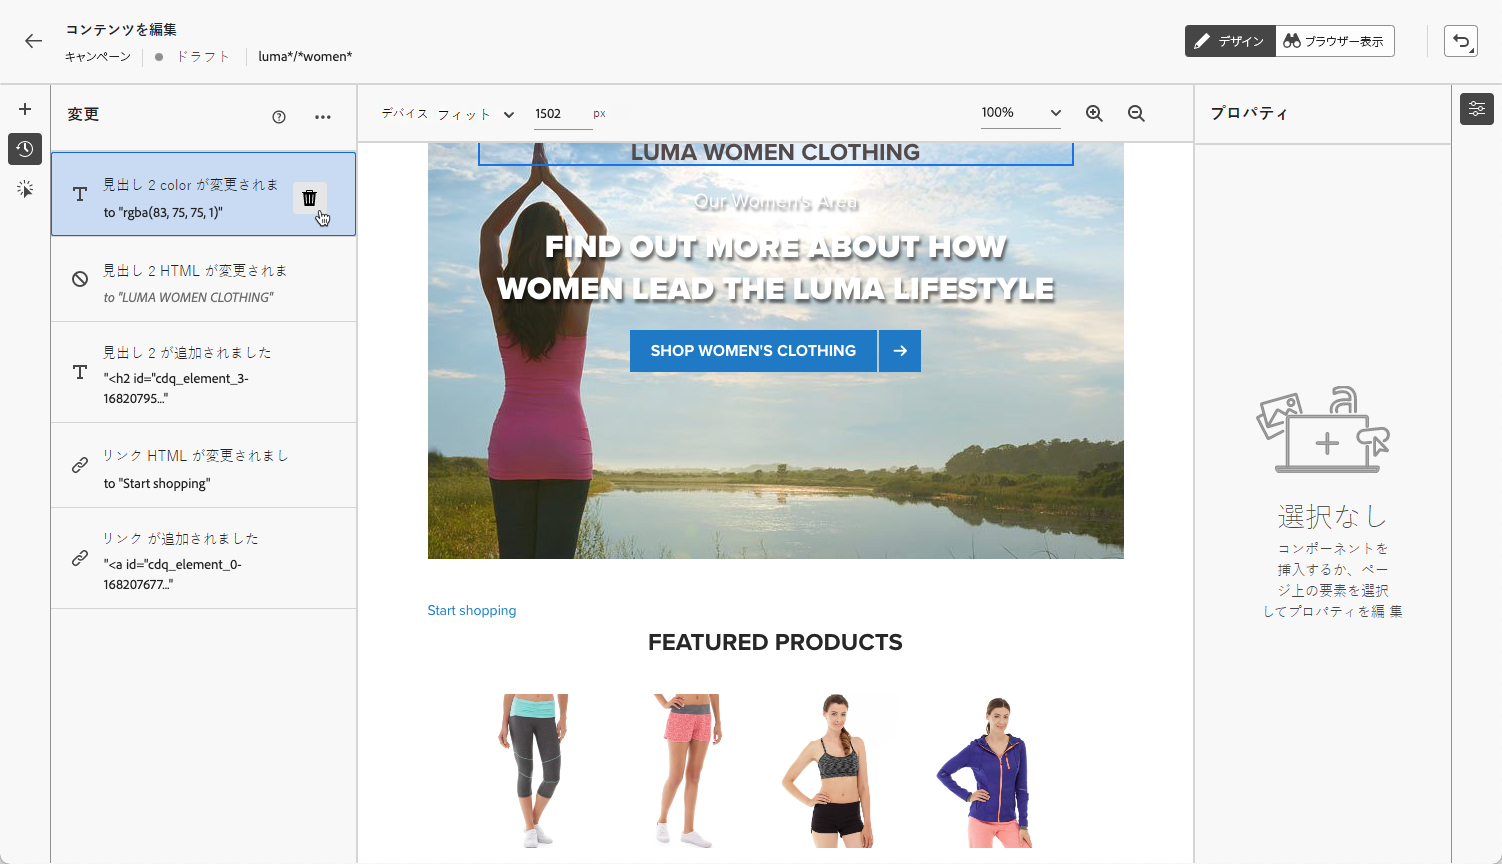 コンテンツを編集
キャンペーン ドラフト luma*/*women*
デザイン ブラウザー表示
変更
デバイス フィット 1502 px 100%
プロパティ
見出し 2 color が変更されま
to "rgba(83, 75, 75, 1)"
見出し 2 HTML が変更されま
to "LUMA WOMEN CLOTHING"
見出し 2 が追加されました
"<h2 id="cdq_element_3-
16820795..."
リンク HTML が変更されまし
to "Start shopping"
リンク が追加されました
"<a id="cdq_element_0-
168207677..."
LUMA WOMEN CLOTHING
Our Women's Area
FIND OUT MORE ABOUT HOW
WOMEN LEAD THE LUMA LIFESTYLE
SHOP WOMEN'S CLOTHING
Start shopping
FEATURED PRODUCTS
選択なし
コンポーネントを
挿入するか、ペー
ジ上の要素を選択
してプロパティを編 集